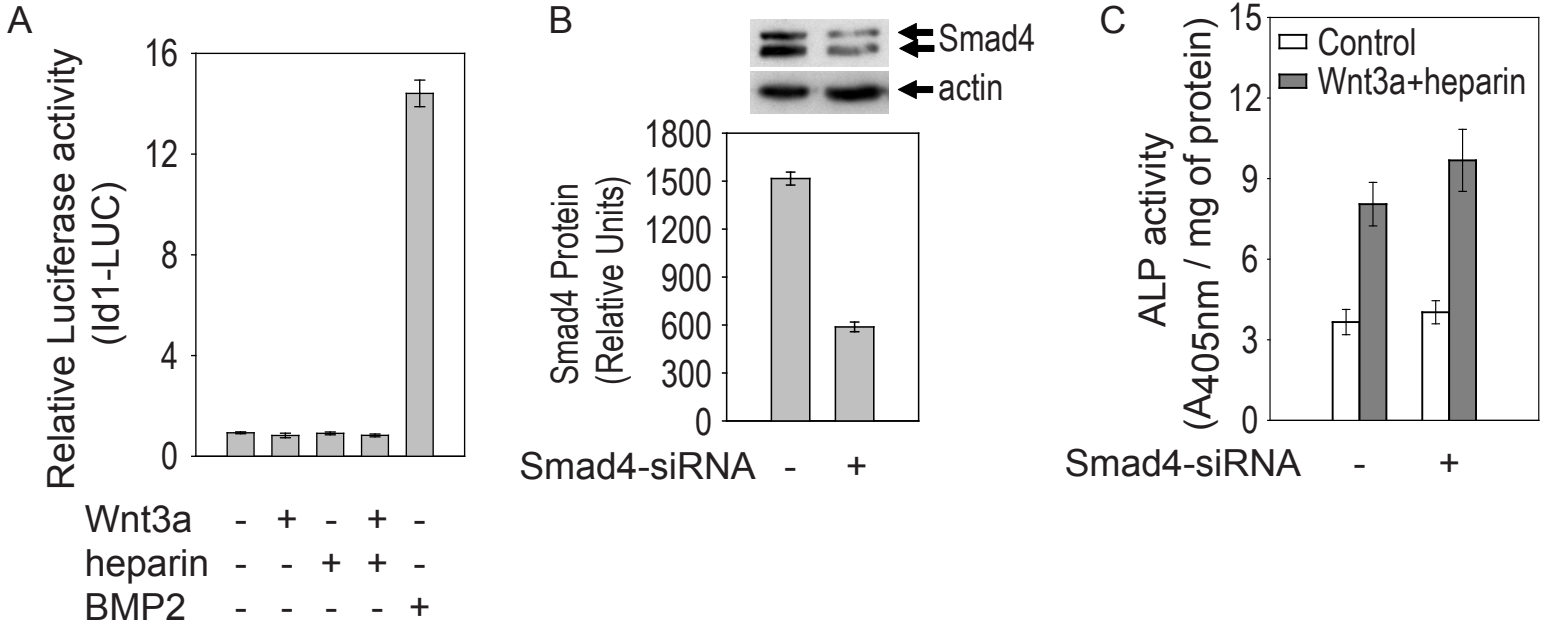 A
Relative Luciferase activity
(Id1-LUC)
16
12
8
4
0
Wnt3a - + - + -
heparin - - + + -
BMP2 - - - - +
B
Smad4
actin
Smad4 Protein
(Relative Units)
1800
1500
1200
900
600
300
0
Smad4-siRNA - +
C
Control
Wnt3a+heparin
ALP activity
(A405nm / mg of protein)
15
12
9
6
3
0
Smad4-siRNA - +